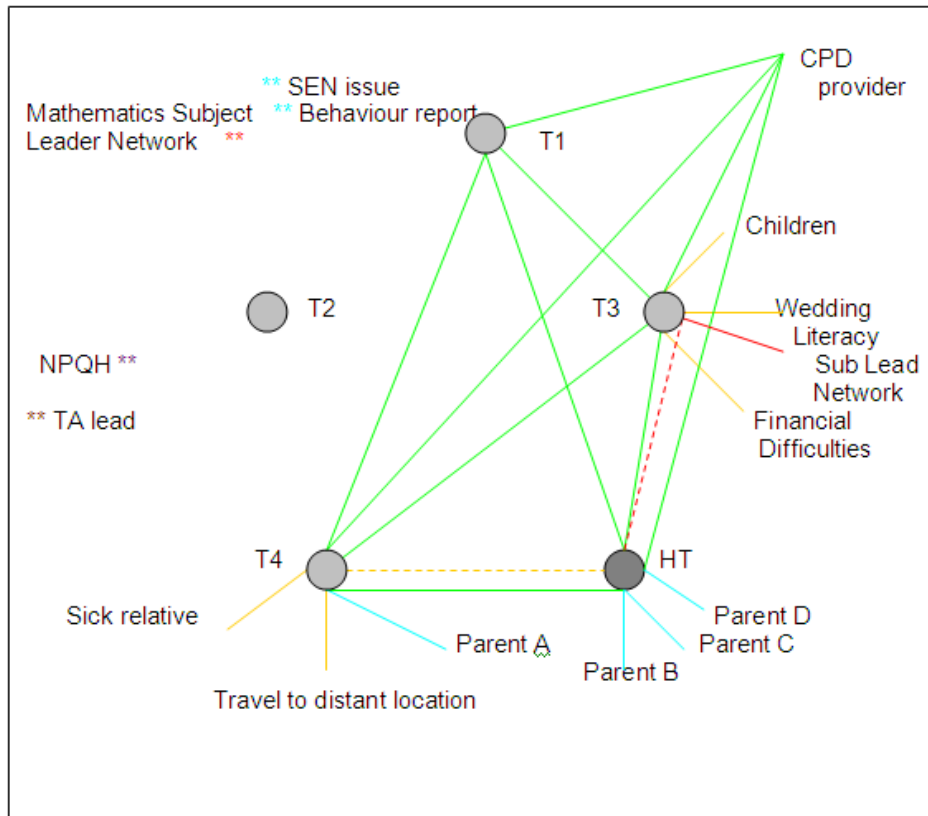 CPD
provider
** SEN issue
Mathematics Subject ** Behaviour report
Leader Network **
T1
Children
T2
T3
Wedding
Literacy
Sub Lead
Network
NPQH **
** TA lead
Financial
Difficulties
T4
HT
Sick relative
Parent D
Parent A
Parent C
Parent B
Travel to distant location